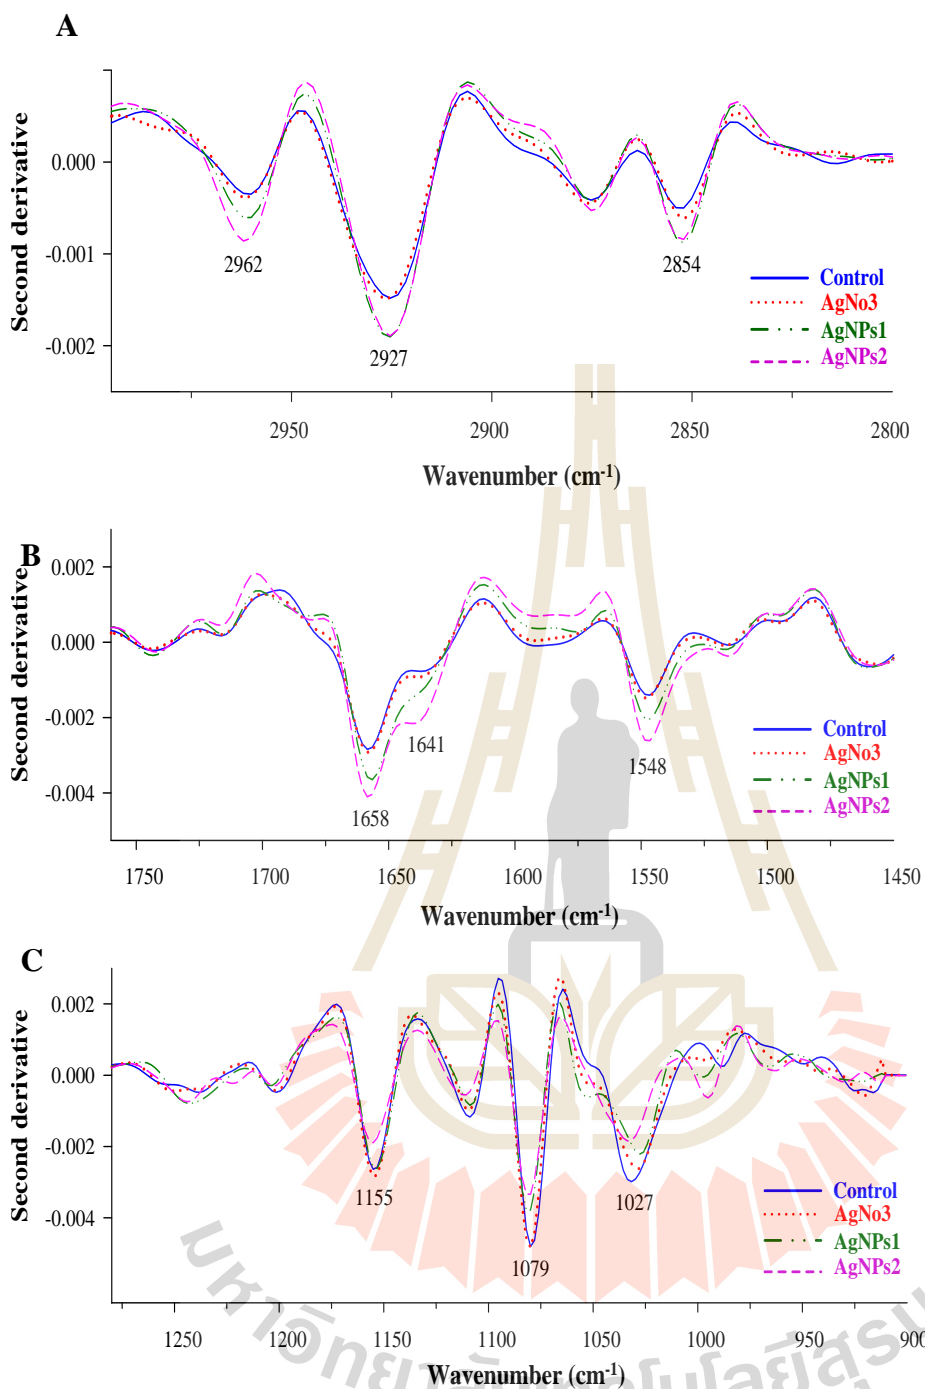 A
Second derivative
0.000
-0.001
-0.002
2962
2927
2854
Control
AgNo3
AgNPs1
AgNPs2
2950
2900
2850
2800
Wavenumber (cm-1)
B
Second derivative
0.002
0.000
-0.002
-0.004
1658
1641
1548
Control
AgNo3
AgNPs1
AgNPs2
1750
1700
1650
1600
1550
1500
1450
Wavenumber (cm-1)
C
Second derivative
0.002
0.000
-0.002
-0.004
1155
1079
1027
Control
AgNo3
AgNPs1
AgNPs2
1250
1200
1150
1100
1050
1000
950
900
Wavenumber (cm-1)